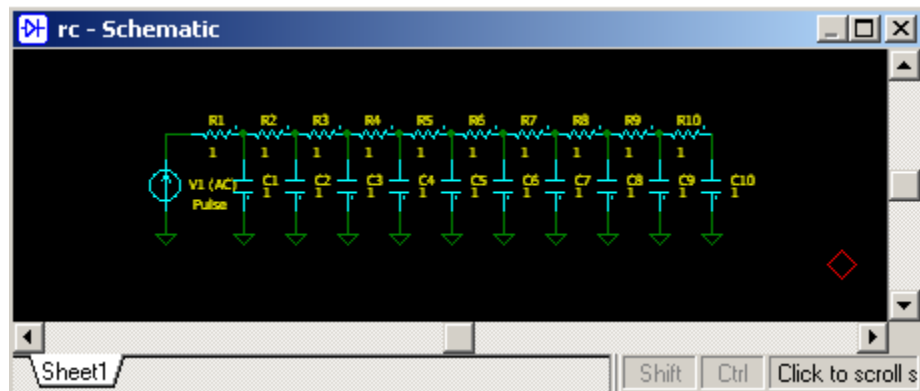 rc - Schematic
R1 R2 R3 R4 R5 R6 R7 R8 R9 R10
1 1 1 1 1 1 1 1 1 1
V1 (AC) C1 C2 C3 C4 C5 C6 C7 C8 C9 C10
Pulse 1 1 1 1 1 1 1 1 1 1
Sheet1 Shift Ctrl Click to scroll s